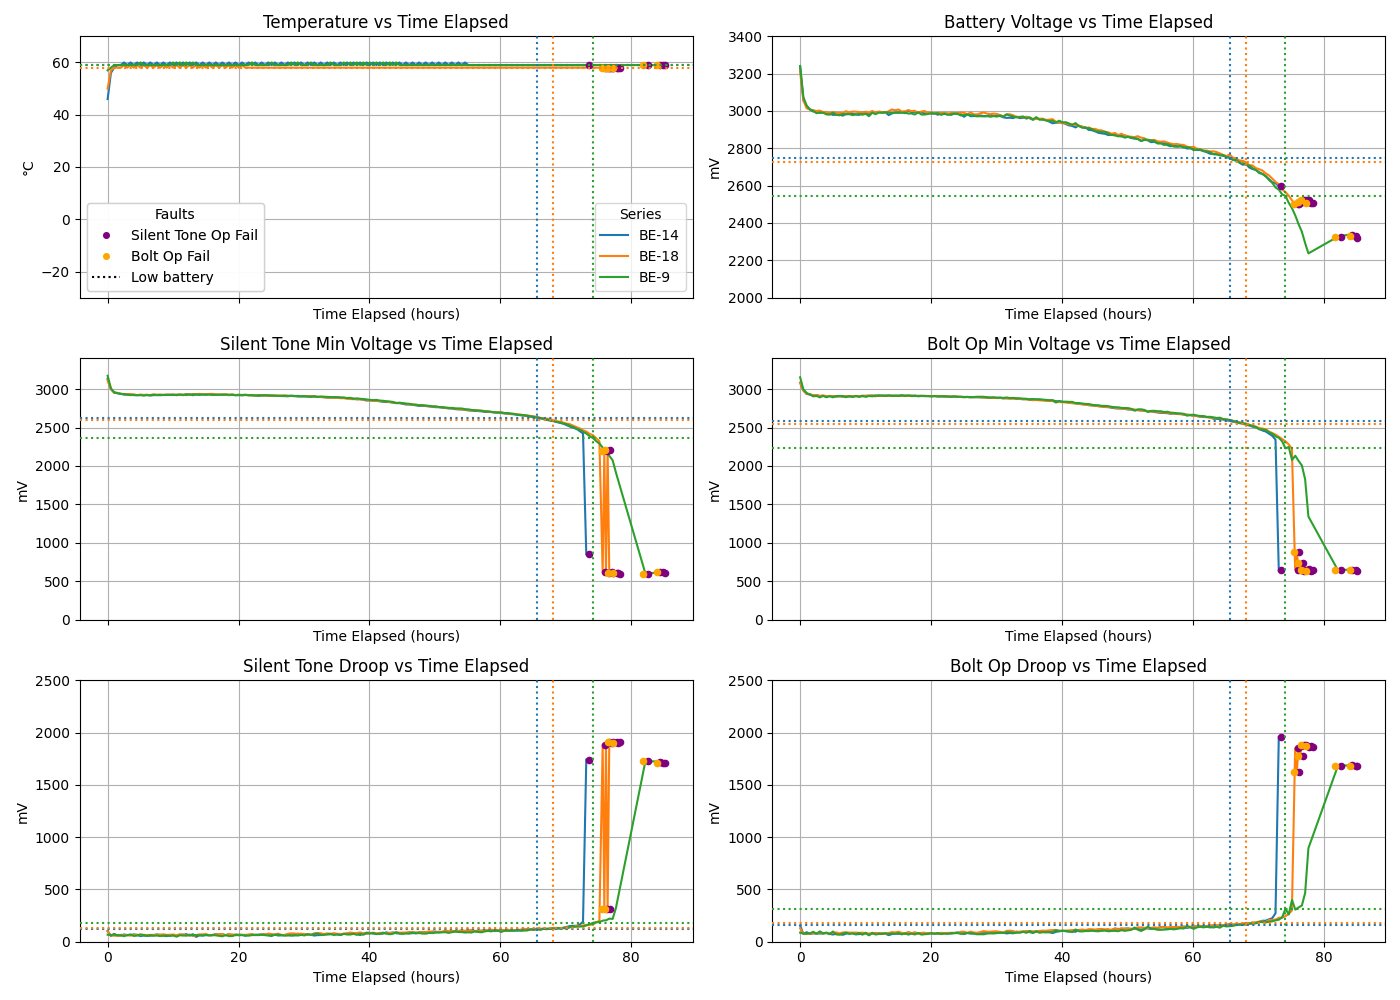 Temperature vs Time Elapsed
60
40
20
0
−20
°C
Faults
Silent Tone Op Fail
Bolt Op Fail
Low battery
Series
BE-14
BE-18
BE-9
Time Elapsed (hours)
Battery Voltage vs Time Elapsed
3400
3200
3000
2800
2600
2400
2200
2000
mV
Time Elapsed (hours)
Silent Tone Min Voltage vs Time Elapsed
3000
2500
2000
1500
1000
500
0
mV
Time Elapsed (hours)
Bolt Op Min Voltage vs Time Elapsed
3000
2500
2000
1500
1000
500
0
mV
Time Elapsed (hours)
Silent Tone Droop vs Time Elapsed
2500
2000
1500
1000
500
0
mV
0 20 40 60 80
Time Elapsed (hours)
Bolt Op Droop vs Time Elapsed
2500
2000
1500
1000
500
0
mV
0 20 40 60 80
Time Elapsed (hours)